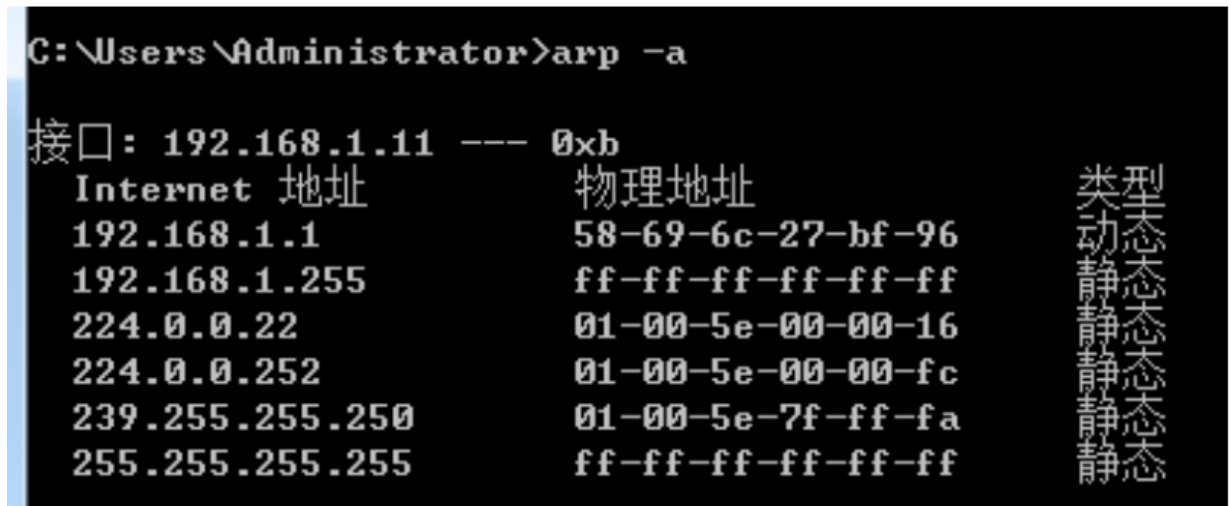 C:\Users\Administrator>arp -a
接口: 192.168.1.11 --- 0xb
Internet 地址 物理地址 类型
192.168.1.1 58-69-6c-27-bf-96 动态
192.168.1.255 ff-ff-ff-ff-ff-ff 静态
224.0.0.22 01-00-5e-00-00-16 静态
224.0.0.252 01-00-5e-00-00-fc 静态
239.255.255.250 01-00-5e-7f-ff-fa 静态
255.255.255.255 ff-ff-ff-ff-ff-ff 静态